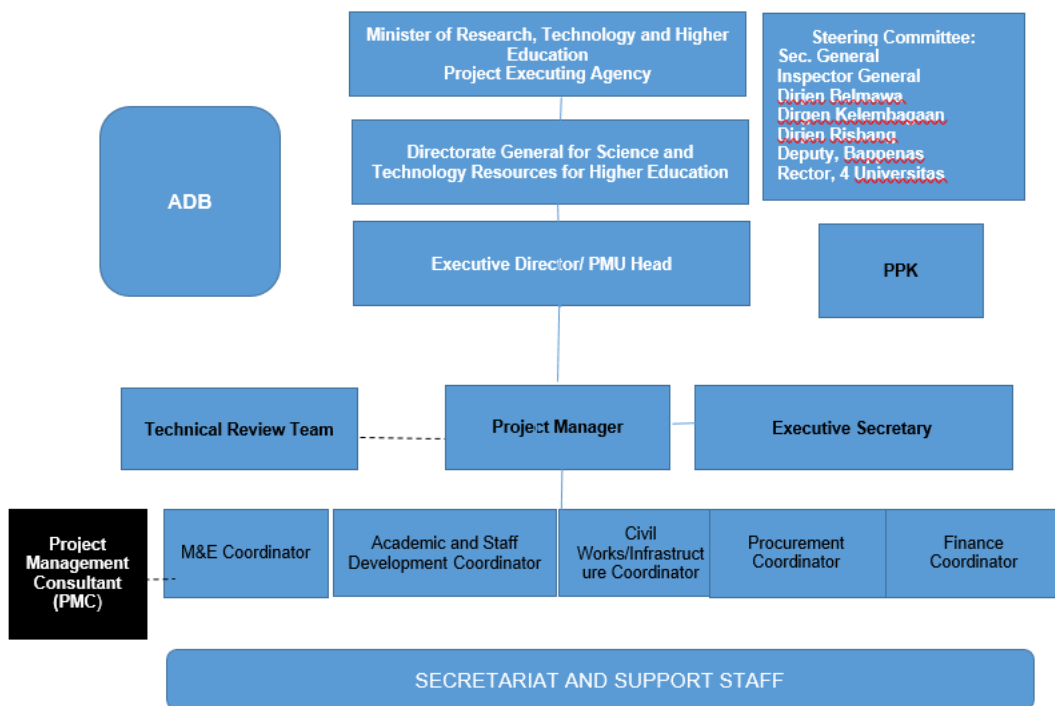 Minister of Research, Technology and Higher
Education
Project Executing Agency
Steering Committee:
Sec. General
Inspector General
Dirjen Belmawa
Dirgen Kelembagaan
Dirjen Risbang
Deputy, Bappenas
Rector, 4 Universitas
ADB
Directorate General for Science and
Technology Resources for Higher Education
Executive Director/ PMU Head
PPK
Technical Review Team
Project Manager
Executive Secretary
Project
Management
Consultant
(PMC)
M&E Coordinator
Academic and Staff
Development Coordinator
Civil
Works/Infrastruct
ure Coordinator
Procurement
Coordinator
Finance
Coordinator
SECRETARIAT AND SUPPORT STAFF